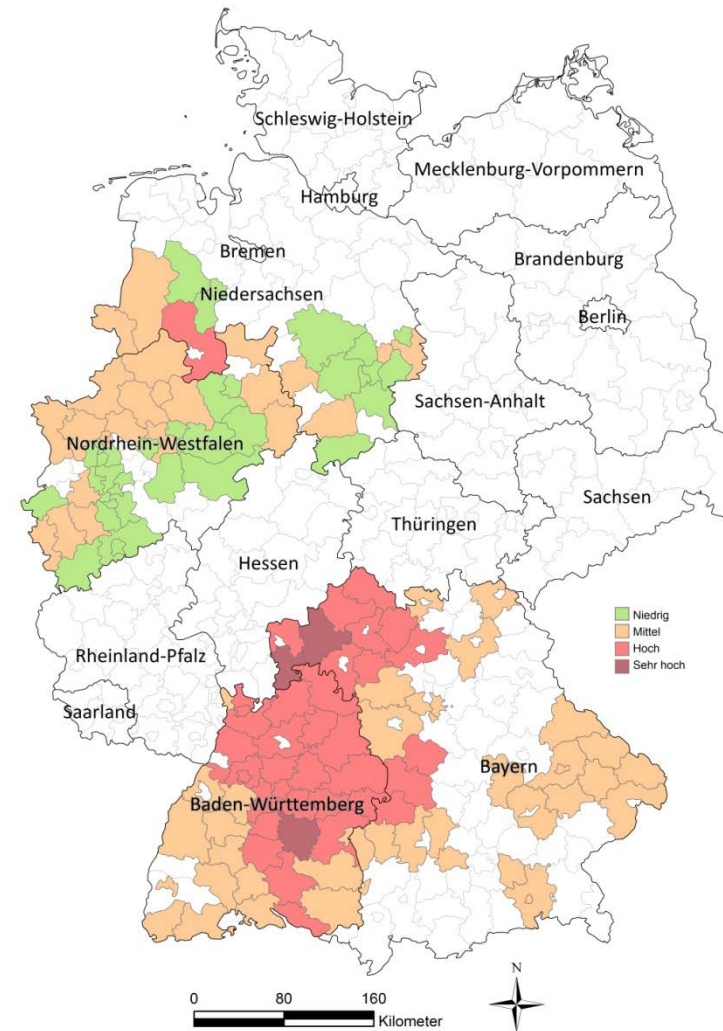 Schleswig-Holstein
Mecklenburg-Vorpommern
Hamburg
Bremen
Brandenburg
Niedersachsen
Berlin
Sachsen-Anhalt
Nordrhein-Westfalen
Sachsen
Thüringen
Hessen
Niedrig
Mittel
Hoch
Sehr hoch
Rheinland-Pfalz
Saarland
Bayern
Baden-Württemberg
N
0 80 160
Kilometer